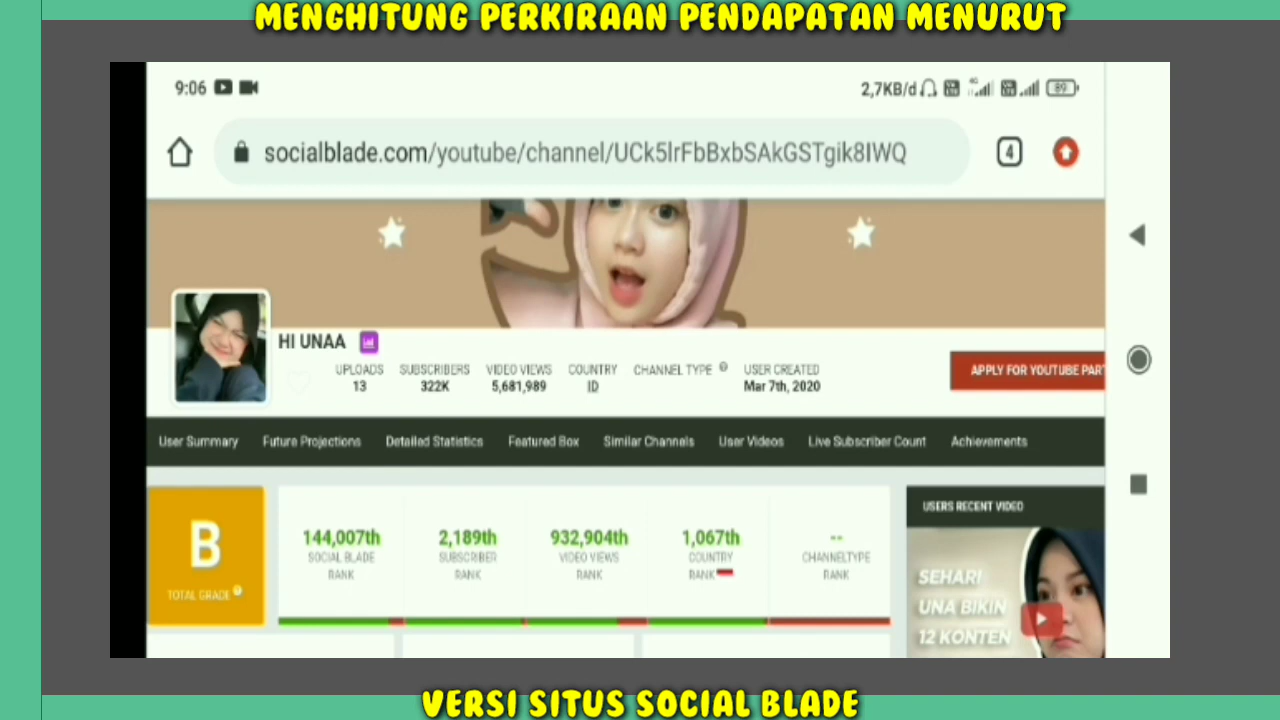 MENGHITUNG PERKIRAAN PENDAPATAN MENURUT
9:06
2,7KB/d 4G 89
socialblade.com/youtube/channel/UCk5lrFbBxbSAkGSTgik8IWQ
4
HI UNAA
UPLOADS SUBSCRIBERS VIDEO VIEWS COUNTRY CHANNEL TYPE USER CREATED
13 322K 5,681,989 ID Mar 7th, 2020
APPLY FOR YOUTUBE PART
User Summary Future Projections Detailed Statistics Featured Box Similar Channels User Videos Live Subscriber Count Achievements
B
TOTAL GRADE
144,007th 2,189th 932,904th 1,067th --
SOCIAL BLADE SUBSCRIBER VIDEO VIEWS COUNTRY CHANNELTYPE
RANK RANK RANK RANK RANK
USERS RECENT VIDEO
SEHARI
UNA BIKIN
12 KONTEN
VERSI SITUS SOCIAL BLADE